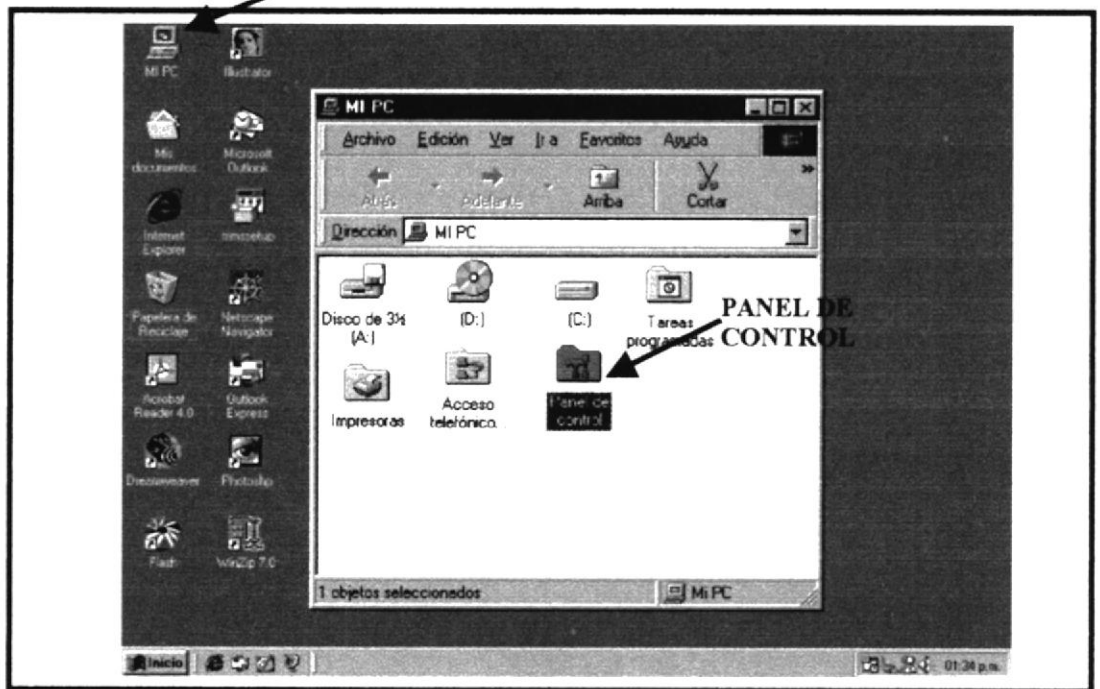 MI PC
Illustrator
Mis
documentos
Microsoft
Outlook
Internet
Explorer
mmssetup
Papelera de
Reciclaje
Netscape
Navigator
Acrobat
Reader 4.0
Outlook
Express
Dreamweaver
Photoshop
Flash
WinZip 7.0
MI PC
Archivo Edición Ver Ir a Favoritos Ayuda
Atrás Adelante Arriba Cortar
Dirección MI PC
Disco de 3½
(A:)
(D:)
(C:)
Tareas
programadas
PANEL DE
CONTROL
Impresoras
Acceso
telefónico...
Panel de
control
1 objetos seleccionados
Mi PC
Inicio
01:34 p.m.